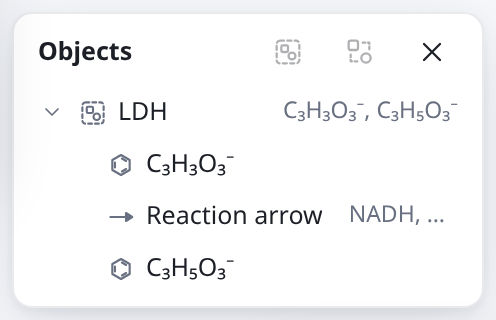 Objects
LDH C₃H₃O₃⁻, C₃H₅O₃⁻
C₃H₃O₃⁻
Reaction arrow NADH, ...
C₃H₅O₃⁻